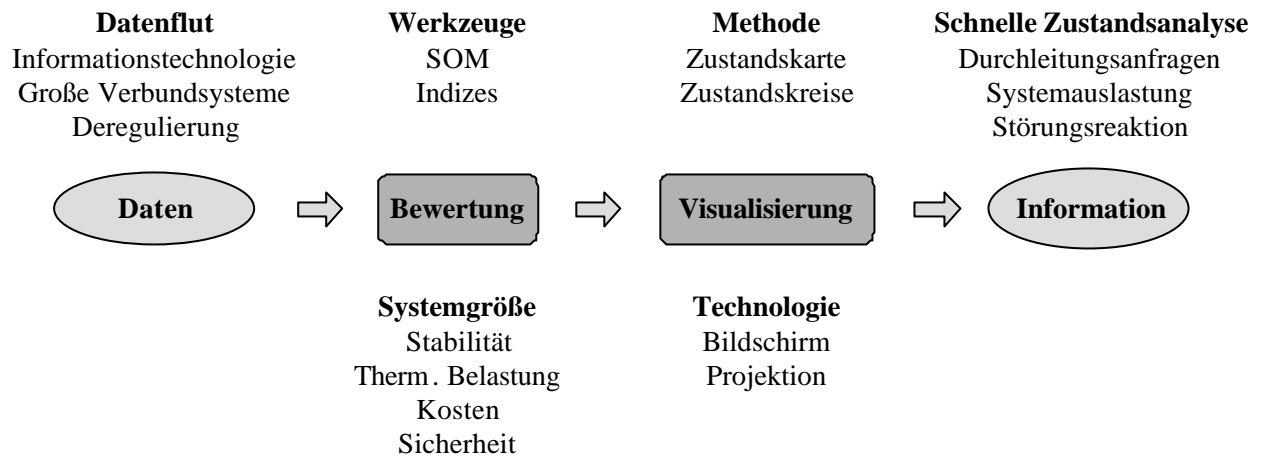 Datenflut
Informationstechnologie
Große Verbundsysteme
Deregulierung
Werkzeuge
SOM
Indizes
Methode
Zustandskarte
Zustandskreise
Schnelle Zustandsanalyse
Durchleitungsanfragen
Systemauslastung
Störungsreaktion
Daten
Bewertung
Visualisierung
Information
Systemgröße
Stabilität
Therm. Belastung
Kosten
Sicherheit
Technologie
Bildschirm
Projektion